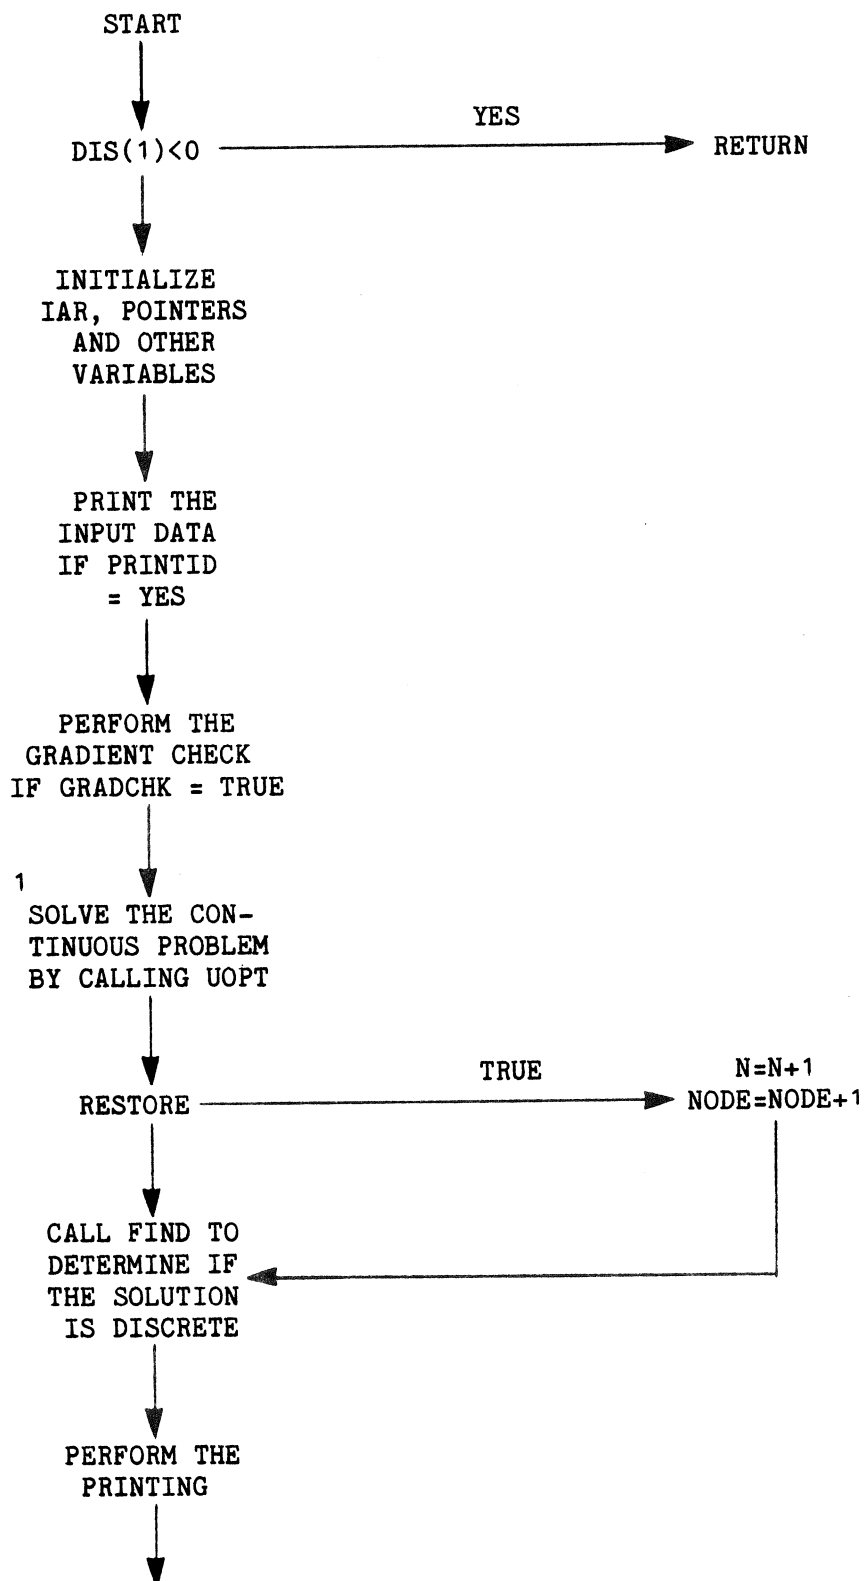 START
DIS(1)<0
YES
RETURN
INITIALIZE
IAR, POINTERS
AND OTHER
VARIABLES
PRINT THE
INPUT DATA
IF PRINTID
= YES
PERFORM THE
GRADIENT CHECK
IF GRADCHK = TRUE
1
SOLVE THE CON-
TINUOUS PROBLEM
BY CALLING UOPT
RESTORE
TRUE
N=N+1
NODE=NODE+1
CALL FIND TO
DETERMINE IF
THE SOLUTION
IS DISCRETE
PERFORM THE
PRINTING